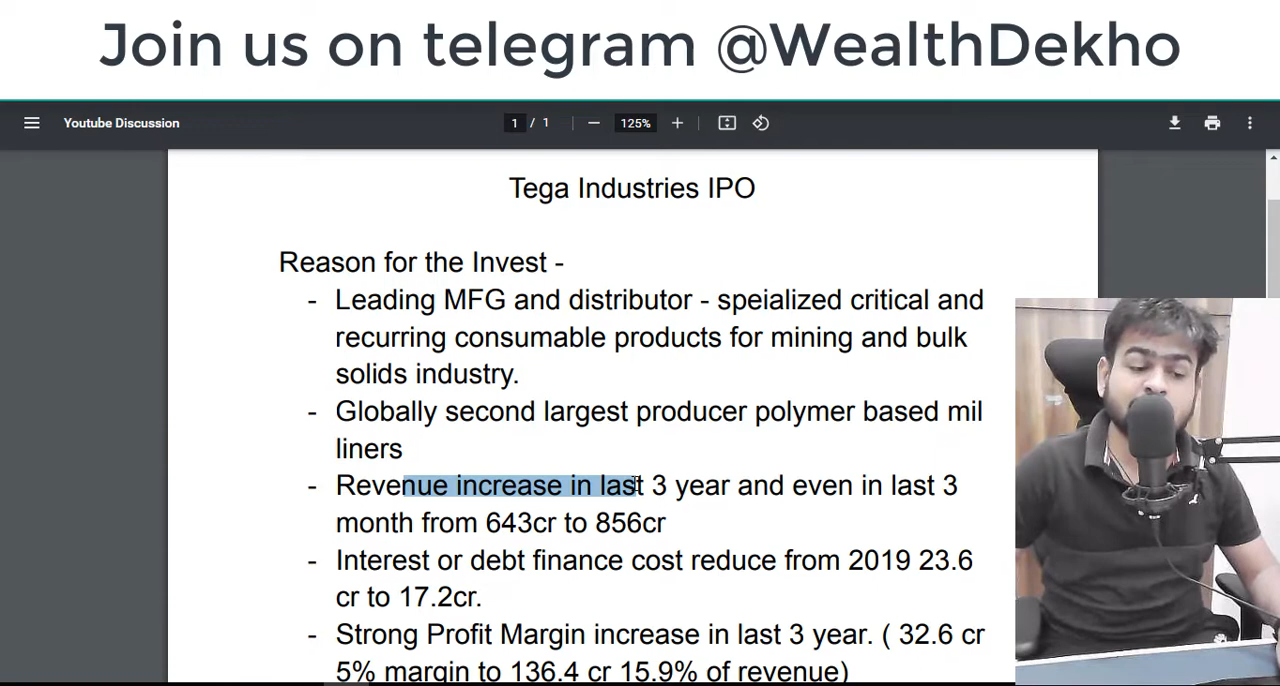 Join us on telegram @WealthDekho
Youtube Discussion
1 / 1
125%
Tega Industries IPO
Reason for the Invest -
- Leading MFG and distributor - speialized critical and
recurring consumable products for mining and bulk
solids industry.
- Globally second largest producer polymer based mil
liners
- Revenue increase in last 3 year and even in last 3
month from 643cr to 856cr
- Interest or debt finance cost reduce from 2019 23.6
cr to 17.2cr.
- Strong Profit Margin increase in last 3 year. ( 32.6 cr
5% margin to 136.4 cr 15.9% of revenue)